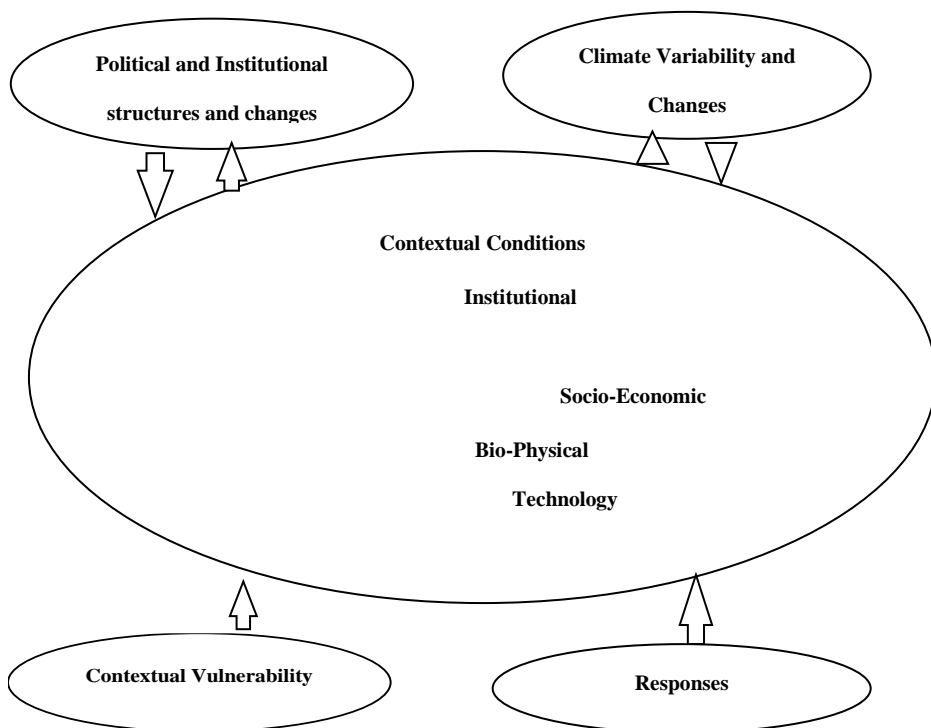 Political and Institutional
structures and changes
Climate Variability and
Changes
Contextual Conditions
Institutional
Socio-Economic
Bio-Physical
Technology
Contextual Vulnerability
Responses